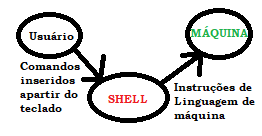 Usuário
MÁQUINA
Comandos
inseridos
apartir do
teclado
SHELL
Instruções de
Linguagem de
máquina